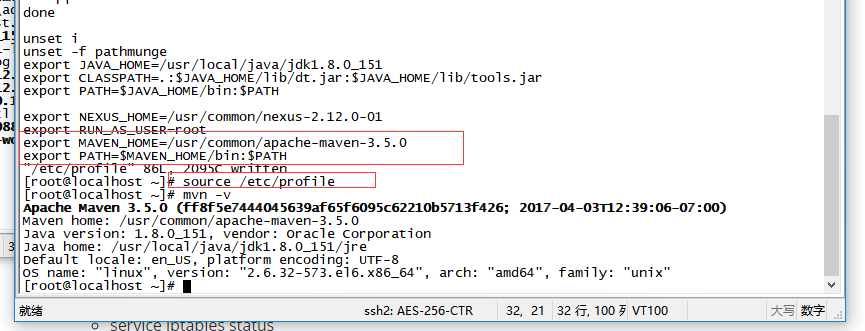 done
unset i
unset -f pathmunge
export JAVA_HOME=/usr/local/java/jdk1.8.0_151
export CLASSPATH=.:$JAVA_HOME/lib/dt.jar:$JAVA_HOME/lib/tools.jar
export PATH=$JAVA_HOME/bin:$PATH
export NEXUS_HOME=/usr/common/nexus-2.12.0-01
export RUN_AS_USER=root
export MAVEN_HOME=/usr/common/apache-maven-3.5.0
export PATH=$MAVEN_HOME/bin:$PATH
"/etc/profile" 86L, 2095C written
[root@localhost ~]# source /etc/profile
[root@localhost ~]# mvn -v
Apache Maven 3.5.0 (ff8f5e7444045639af65f6095c62210b5713f426; 2017-04-03T12:39:06-07:00)
Maven home: /usr/common/apache-maven-3.5.0
Java version: 1.8.0_151, vendor: Oracle Corporation
Java home: /usr/local/java/jdk1.8.0_151/jre
Default locale: en_US, platform encoding: UTF-8
OS name: "linux", version: "2.6.32-573.el6.x86_64", arch: "amd64", family: "unix"
[root@localhost ~]#
就绪 ssh2: AES-256-CTR 32, 21 32 行, 100 列 VT100 大写 数字
service iptables status